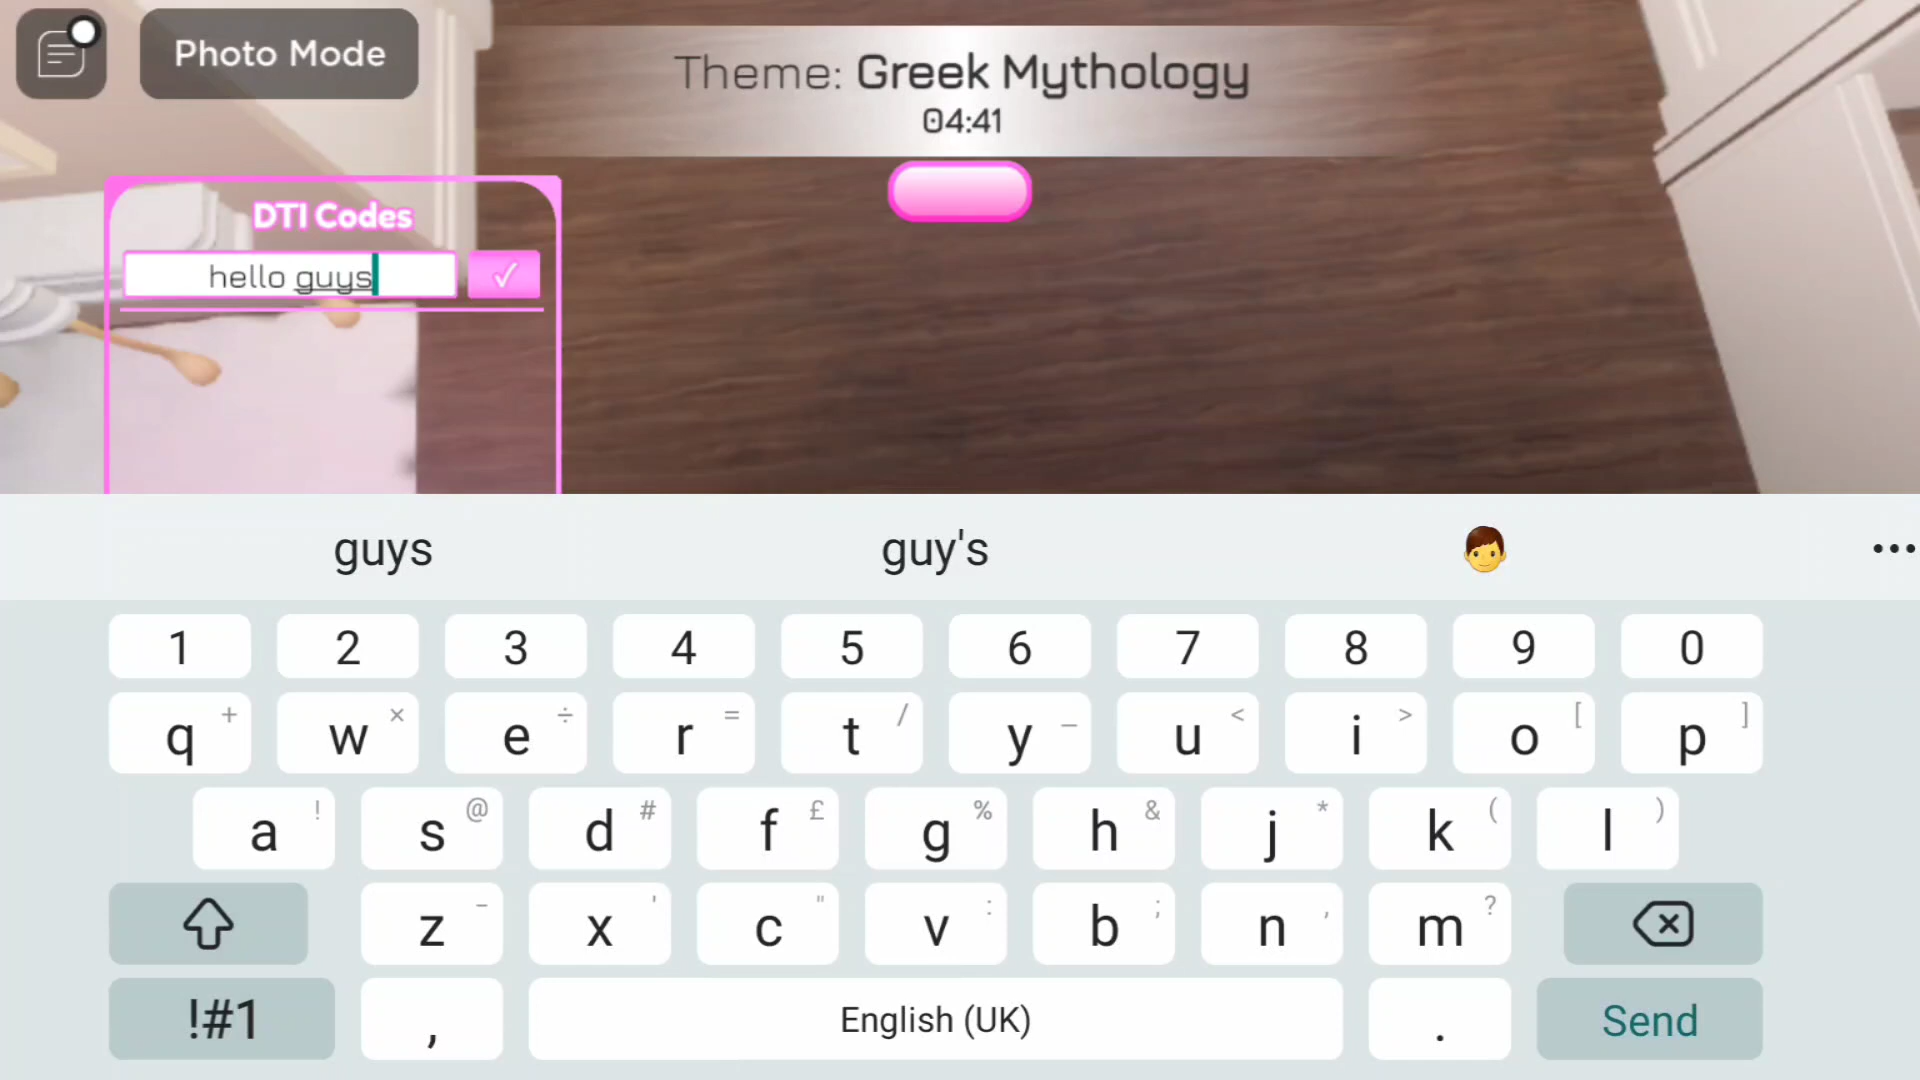 Photo Mode
Theme: Greek Mythology
04:41
DTI Codes
hello guys
guys guy's
1 2 3 4 5 6 7 8 9 0
q + w × e ÷ r = t / y _ u < i > o [ p ]
a ! s @ d # f £ g % h & j * k ( l )
z - x ' c " v : b ; n , m ?
!#1 , English (UK) . Send